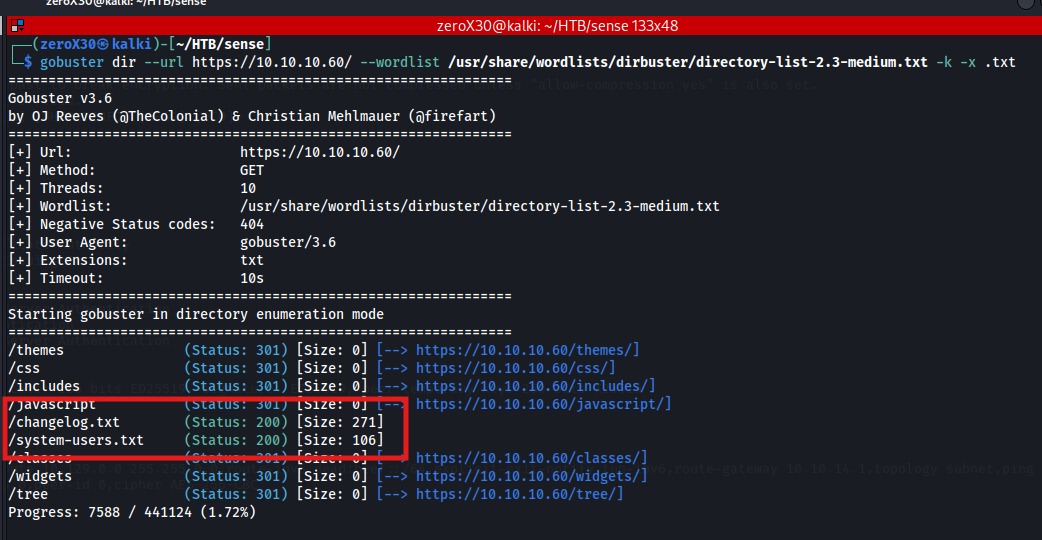 zeroX30@kalki: ~/HTB/sense
zeroX30@kalki: ~/HTB/sense 133x48
┌──(zeroX30㉿kalki)-[~/HTB/sense]
└─$ gobuster dir --url https://10.10.10.60/ --wordlist /usr/share/wordlists/dirbuster/directory-list-2.3-medium.txt -k -x .txt
"allow-compression yes" is also set.
===============================================================
Gobuster v3.6
by OJ Reeves (@TheColonial) & Christian Mehlmauer (@firefart)
===============================================================
[+] Url:                     https://10.10.10.60/
[+] Method:                  GET
[+] Threads:                 10
[+] Wordlist:                /usr/share/wordlists/dirbuster/directory-list-2.3-medium.txt
[+] Negative Status codes:   404
[+] User Agent:              gobuster/3.6
[+] Extensions:              txt
[+] Timeout:                 10s
===============================================================
Starting gobuster in directory enumeration mode
===============================================================
/themes               (Status: 301) [Size: 0] [--> https://10.10.10.60/themes/]
/css                  (Status: 301) [Size: 0] [--> https://10.10.10.60/css/]
/includes             (Status: 301) [Size: 0] [--> https://10.10.10.60/includes/]
/javascript           (Status: 301) [Size: 0] [--> https://10.10.10.60/javascript/]
/changelog.txt        (Status: 200) [Size: 271]
/system-users.txt     (Status: 200) [Size: 106]
/classes              (Status: 301) [Size: 0] [--> https://10.10.10.60/classes/]
/widgets              (Status: 301) [Size: 0] [--> https://10.10.10.60/widgets/]
/tree                 (Status: 301) [Size: 0] [--> https://10.10.10.60/tree/]
Progress: 7588 / 441124 (1.72%)